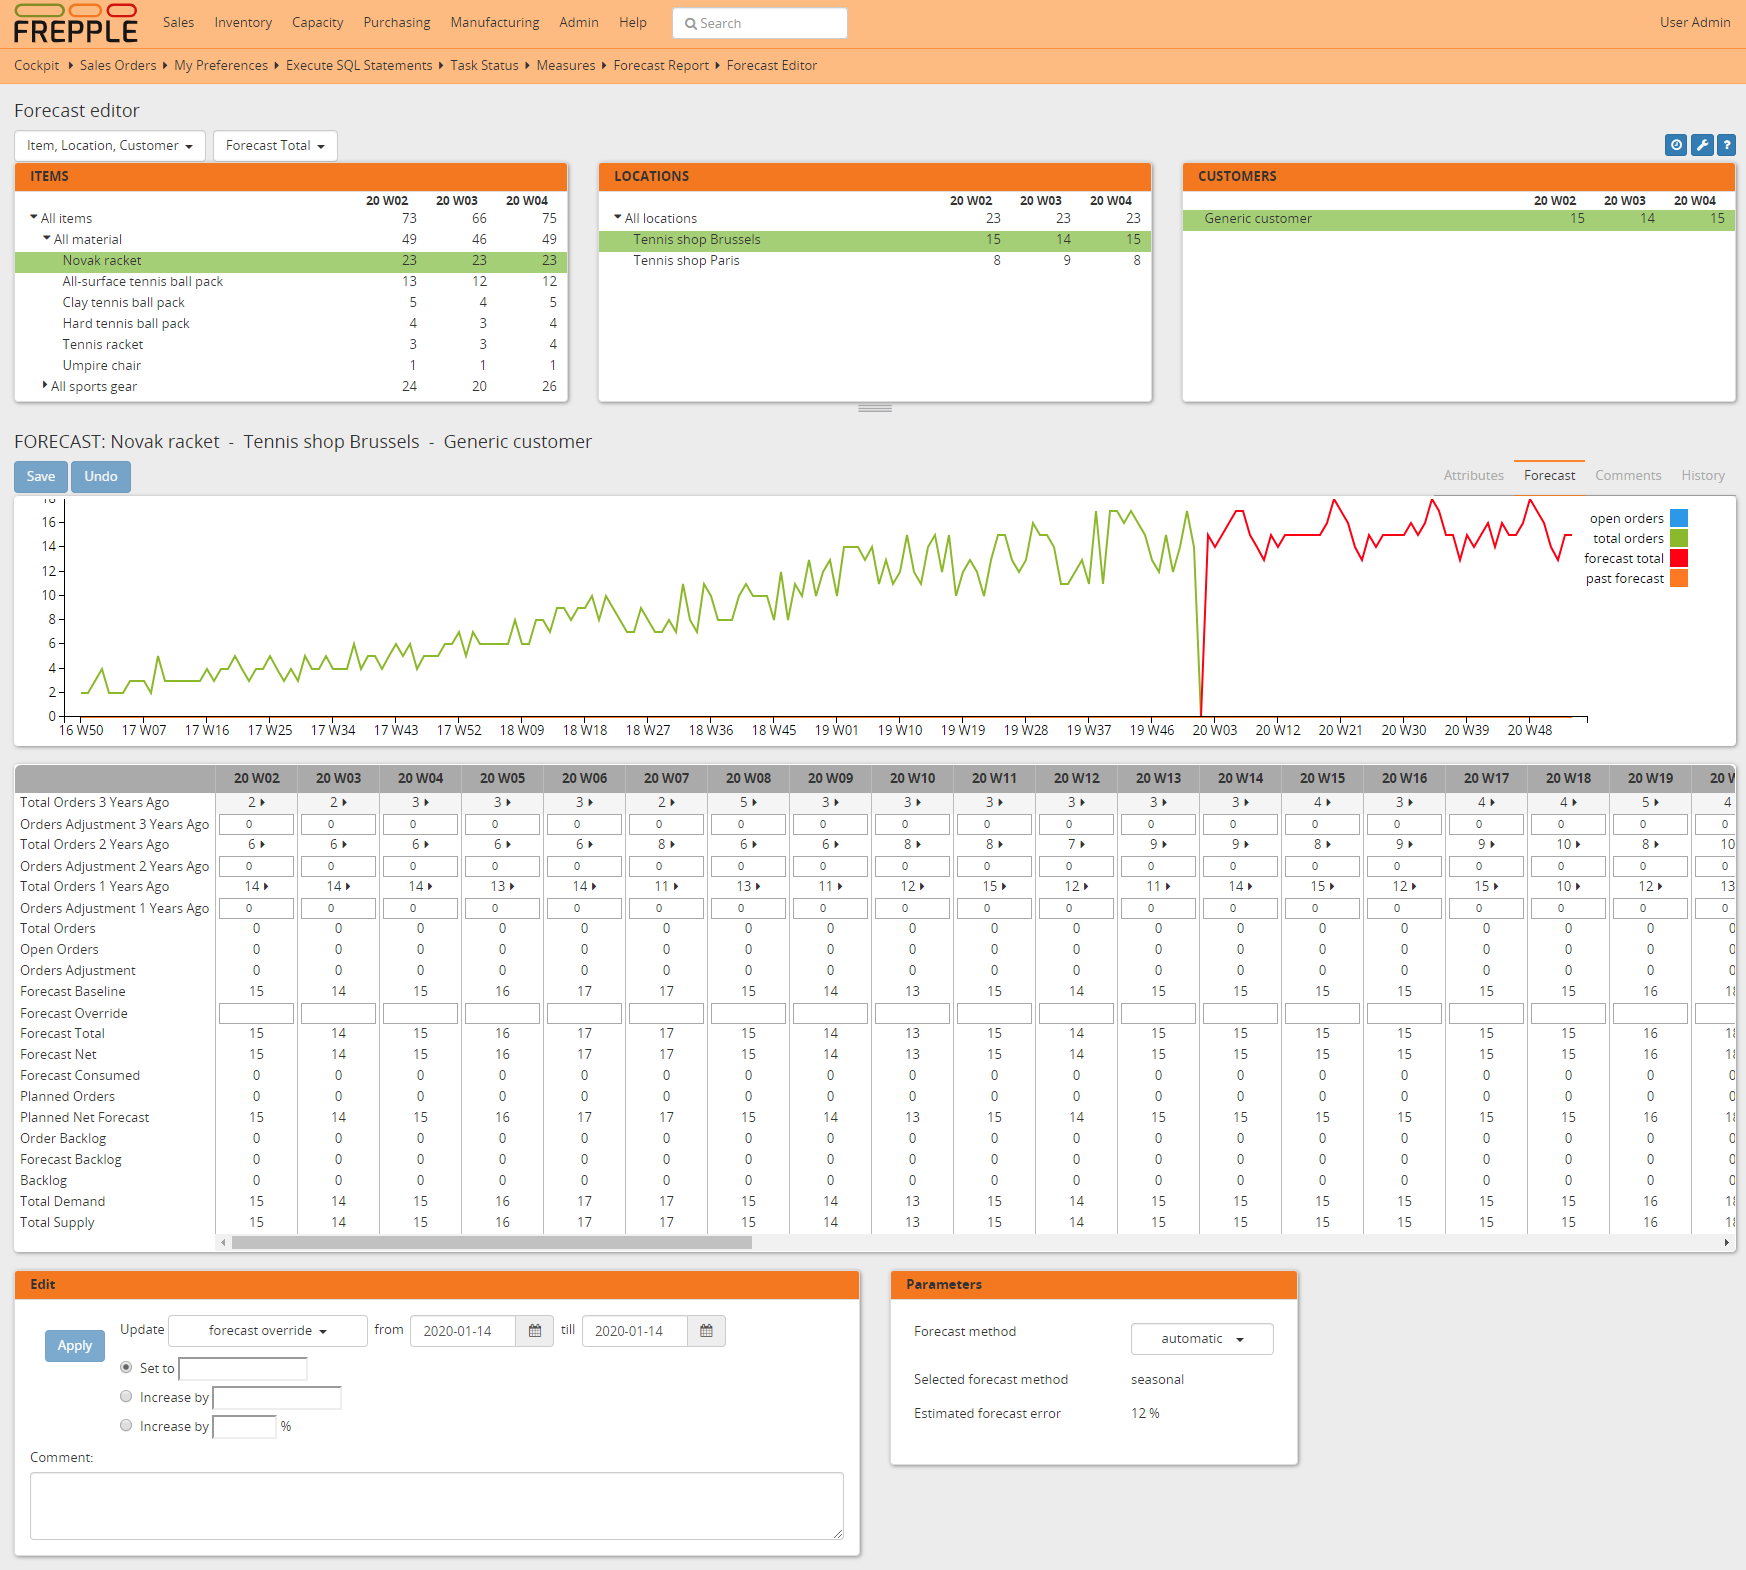 FREPPLE Sales Inventory Capacity Purchasing Manufacturing Admin Help Search User Admin
Cockpit Sales Orders My Preferences Execute SQL Statements Task Status Measures Forecast Report Forecast Editor
Forecast editor
Item, Location, Customer Forecast Total ?
ITEMS
20 W02 20 W03 20 W04
All items 73 66 75
All material 49 46 49
Novak racket 23 23 23
All-surface tennis ball pack 13 12 12
Clay tennis ball pack 5 4 5
Hard tennis ball pack 4 3 4
Tennis racket 3 3 4
Umpire chair 1 1 1
All sports gear 24 20 26
LOCATIONS
20 W02 20 W03 20 W04
All locations 23 23 23
Tennis shop Brussels 15 14 15
Tennis shop Paris 8 9 8
CUSTOMERS
20 W02 20 W03 20 W04
Generic customer 15 14 15
FORECAST: Novak racket - Tennis shop Brussels - Generic customer
Save Undo Attributes Forecast Comments History
18
16
14
12
10
8
6
4
2
0
16 W50 17 W07 17 W16 17 W25 17 W34 17 W43 17 W52 18 W09 18 W18 18 W27 18 W36 18 W45 19 W01 19 W10 19 W19 19 W28 19 W37 19 W46 20 W03 20 W12 20 W21 20 W30 20 W39 20 W48
open orders
total orders
forecast total
past forecast
20 W02 20 W03 20 W04 20 W05 20 W06 20 W07 20 W08 20 W09 20 W10 20 W11 20 W12 20 W13 20 W14 20 W15 20 W16 20 W17 20 W18 20 W19 20 W
Total Orders 3 Years Ago 2 2 3 3 3 2 5 3 3 3 3 3 3 4 3 4 4 5 4
Orders Adjustment 3 Years Ago 0 0 0 0 0 0 0 0 0 0 0 0 0 0 0 0 0 0 0
Total Orders 2 Years Ago 6 6 6 6 6 8 6 6 8 8 7 9 9 8 9 9 10 8 10
Orders Adjustment 2 Years Ago 0 0 0 0 0 0 0 0 0 0 0 0 0 0 0 0 0 0 0
Total Orders 1 Years Ago 14 14 14 13 14 11 13 11 12 15 12 11 14 15 12 15 10 12 13
Orders Adjustment 1 Years Ago 0 0 0 0 0 0 0 0 0 0 0 0 0 0 0 0 0 0 0
Total Orders 0 0 0 0 0 0 0 0 0 0 0 0 0 0 0 0 0 0 0
Open Orders 0 0 0 0 0 0 0 0 0 0 0 0 0 0 0 0 0 0 0
Orders Adjustment 0 0 0 0 0 0 0 0 0 0 0 0 0 0 0 0 0 0 0
Forecast Baseline 15 14 15 16 17 17 15 14 13 15 14 15 15 15 15 15 15 16 18
Forecast Override
Forecast Total 15 14 15 16 17 17 15 14 13 15 14 15 15 15 15 15 15 16 18
Forecast Net 15 14 15 16 17 17 15 14 13 15 14 15 15 15 15 15 15 16 18
Forecast Consumed 0 0 0 0 0 0 0 0 0 0 0 0 0 0 0 0 0 0 0
Planned Orders 0 0 0 0 0 0 0 0 0 0 0 0 0 0 0 0 0 0 0
Planned Net Forecast 15 14 15 16 17 17 15 14 13 15 14 15 15 15 15 15 15 16 18
Order Backlog 0 0 0 0 0 0 0 0 0 0 0 0 0 0 0 0 0 0 0
Forecast Backlog 0 0 0 0 0 0 0 0 0 0 0 0 0 0 0 0 0 0 0
Backlog 0 0 0 0 0 0 0 0 0 0 0 0 0 0 0 0 0 0 0
Total Demand 15 14 15 16 17 17 15 14 13 15 14 15 15 15 15 15 15 16 18
Total Supply 15 14 15 16 17 17 15 14 13 15 14 15 15 15 15 15 15 16 18
Edit
Apply Update forecast override from 2020-01-14 till 2020-01-14
Set to
Increase by
Increase by %
Comment:
Parameters
Forecast method automatic
Selected forecast method seasonal
Estimated forecast error 12 %